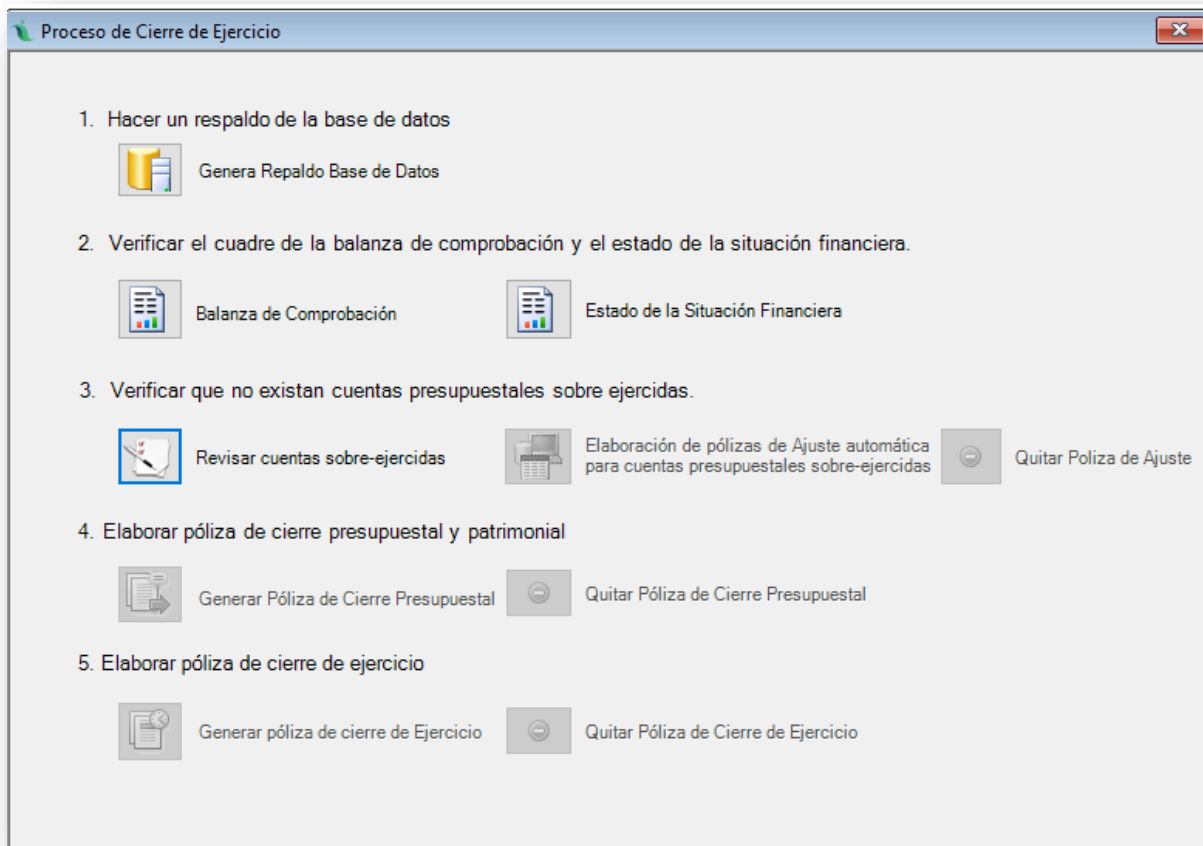 Proceso de Cierre de Ejercicio
1. Hacer un respaldo de la base de datos
Genera Repaldo Base de Datos
2. Verificar el cuadre de la balanza de comprobación y el estado de la situación financiera.
Balanza de Comprobación
Estado de la Situación Financiera
3. Verificar que no existan cuentas presupuestales sobre ejercidas.
Revisar cuentas sobre-ejercidas
Elaboración de pólizas de Ajuste automática
para cuentas presupuestales sobre-ejercidas
Quitar Poliza de Ajuste
4. Elaborar póliza de cierre presupuestal y patrimonial
Generar Póliza de Cierre Presupuestal
Quitar Póliza de Cierre Presupuestal
5. Elaborar póliza de cierre de ejercicio
Generar póliza de cierre de Ejercicio
Quitar Póliza de Cierre de Ejercicio